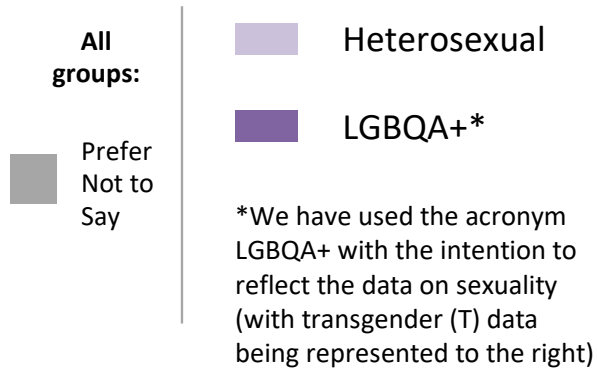 All
groups:
Prefer
Not to
Say
Heterosexual
LGBQA+*
*We have used the acronym
LGBQA+ with the intention to
reflect the data on sexuality
(with transgender (T) data
being represented to the right)